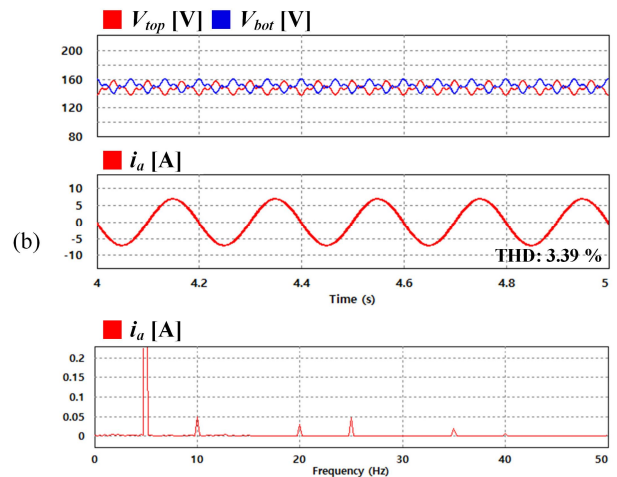 V_top [V] V_bot [V]
200
160
120
80
i_a [A]
10
5
0
-5
-10
(b)
THD: 3.39 %
4 4.2 4.4 4.6 4.8 5
Time (s)
i_a [A]
0.2
0.15
0.1
0.05
0
0 10 20 30 40 50
Frequency (Hz)